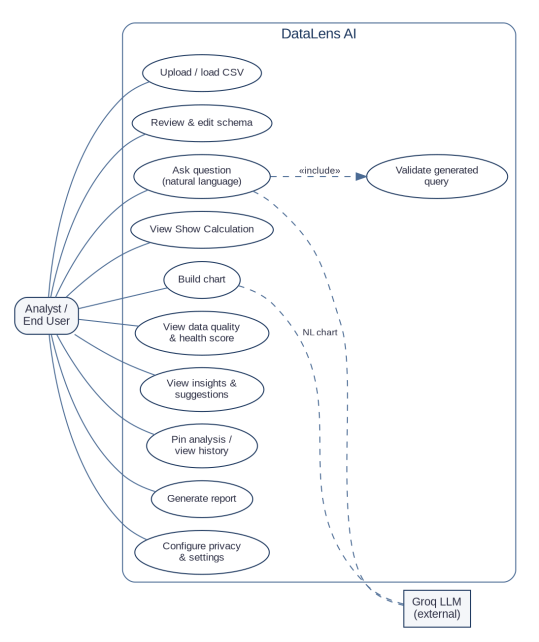 DataLens AI
Upload / load CSV
Review & edit schema
Ask question
(natural language)
«include»
Validate generated
query
View Show Calculation
Build chart
Analyst /
End User
View data quality
& health score
NL chart
View insights &
suggestions
Pin analysis /
view history
Generate report
Configure privacy
& settings
Groq LLM
(external)